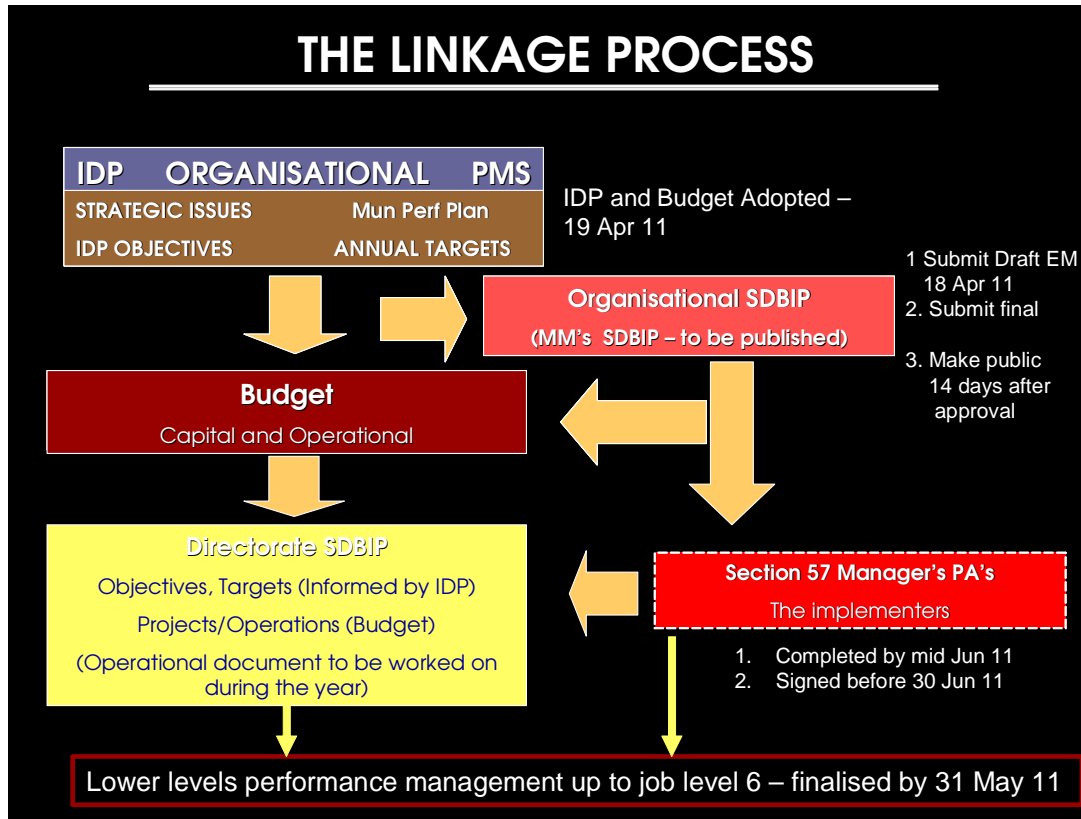 THE LINKAGE PROCESS
IDP ORGANISATIONAL PMS
STRATEGIC ISSUES Mun Perf Plan
IDP OBJECTIVES ANNUAL TARGETS
IDP and Budget Adopted –
19 Apr 11
Organisational SDBIP
(MM's SDBIP – to be published)
1 Submit Draft EM
18 Apr 11
2. Submit final
3. Make public
14 days after
approval
Budget
Capital and Operational
Directorate SDBIP
Objectives, Targets (Informed by IDP)
Projects/Operations (Budget)
(Operational document to be worked on
during the year)
Section 57 Manager's PA's
The implementers
1. Completed by mid Jun 11
2. Signed before 30 Jun 11
Lower levels performance management up to job level 6 – finalised by 31 May 11